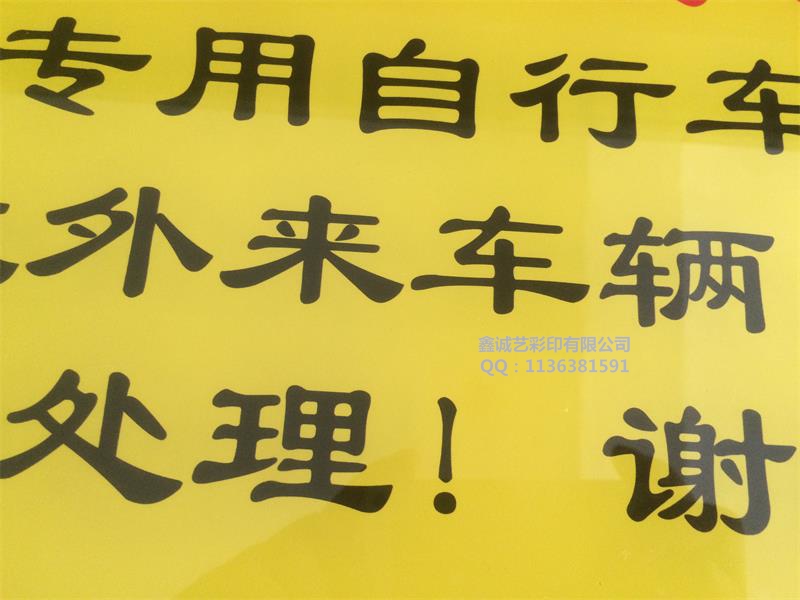 专用自行车
外来车辆
处理！ 谢
鑫诚艺彩印有限公司
QQ：1136381591